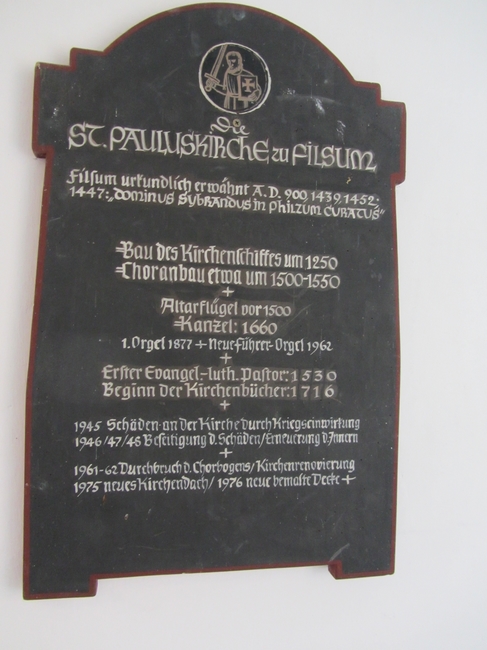 Die
ST. PAULUSKIRCHE zu FILSUM
Filsum urkundlich erwähnt A.D. 900, 1439, 1452;
1447: „DOMINUS SYBRANDUS IN PHILZUM CURATUS"
Bau des Kirchenschiffes um 1250
Choranbau etwa um 1500-1550
+
Altarflügel vor 1500
Kanzel: 1660
1. Orgel 1877 + Neue Führer-Orgel 1962
+
Erster Evangel.-luth. Pastor: 1530
Beginn der Kirchenbücher: 1716
+
1945 Schäden an der Kirche durch Kriegseinwirkung
1946/47/48 Beseitigung d. Schäden/Erneuerung d. Innern
+
1961-62 Durchbruch d. Chorbogens/Kirchenrenovierung
1975 neues Kirchendach/1976 neue bemalte Decke +